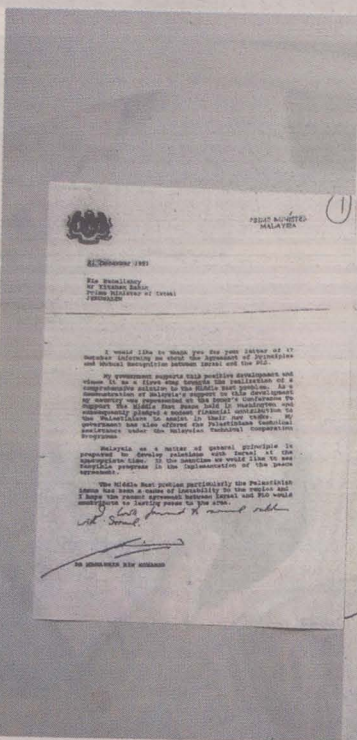 1
PRIME MINISTER
MALAYSIA
21 December 1993
His Excellency
Mr Yitzhak Rabin
Prime Minister of Israel
JERUSALEM
I would like to thank you for your letter of 17
informing me about the Agreement of Principles
and Mutual Recognition between Israel and the PLO.
My government supports this positive development and
views it as a first step towards the realization of a
comprehensive solution to the Middle East problem. As a
demonstration of Malaysia's support to this development
my country was represented at the Donor's Conference To
Support The Middle East Peace held in Washington and
subsequently pledged a modest financial contribution to
the Palestinians to assist in their new tasks. My
government has also offered the Palestinians technical
assistance under the Malaysian Technical Cooperation
Programme.
Malaysia as a matter of general principle is
prepared to develop relations with Israel at the
appropriate time. In the meantime we would like to see
tangible progress in the implementation of the peace
agreement.
The Middle East problem particularly the Palestinian
issue has been a cause of instability in the region and
I hope the recent agreement between Israel and PLO would
contribute to lasting peace in the area.
I look forward to normal
with Israel.